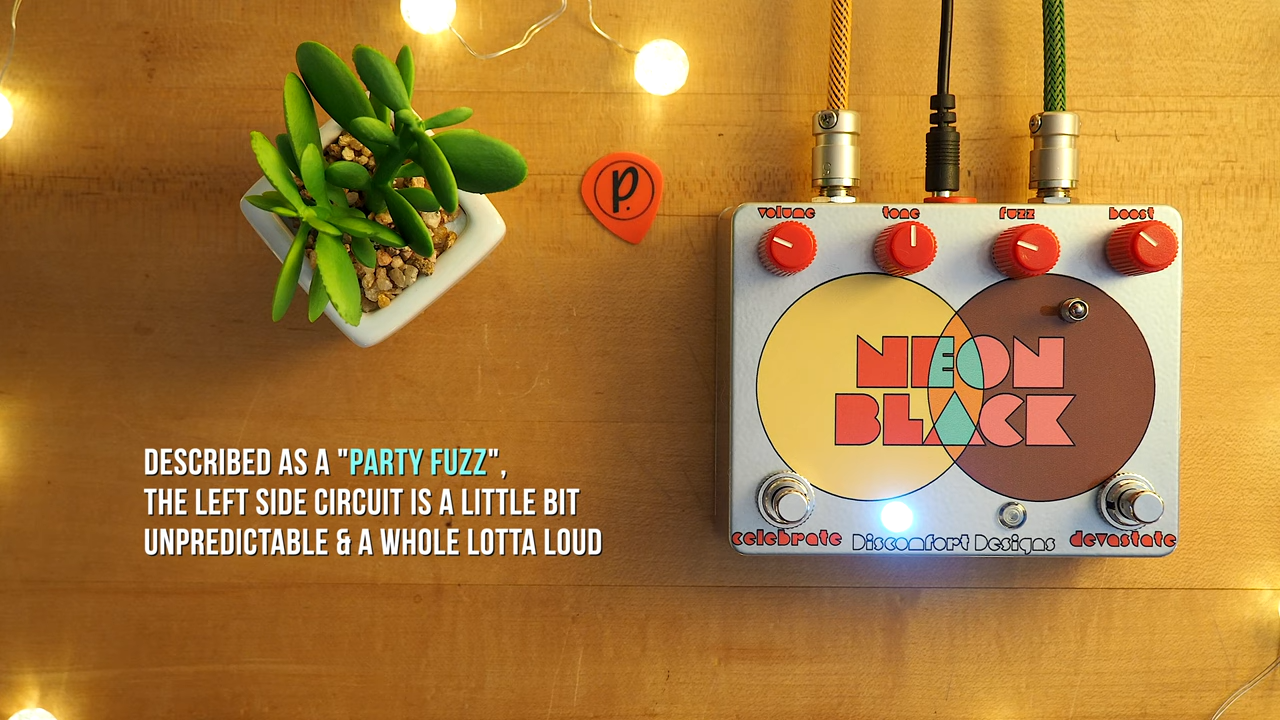 P.
volume tone fuzz boost
NEON
BLACK
DESCRIBED AS A "PARTY FUZZ",
THE LEFT SIDE CIRCUIT IS A LITTLE BIT
UNPREDICTABLE & A WHOLE LOTTA LOUD
celebrate Discomfort Designs devastate